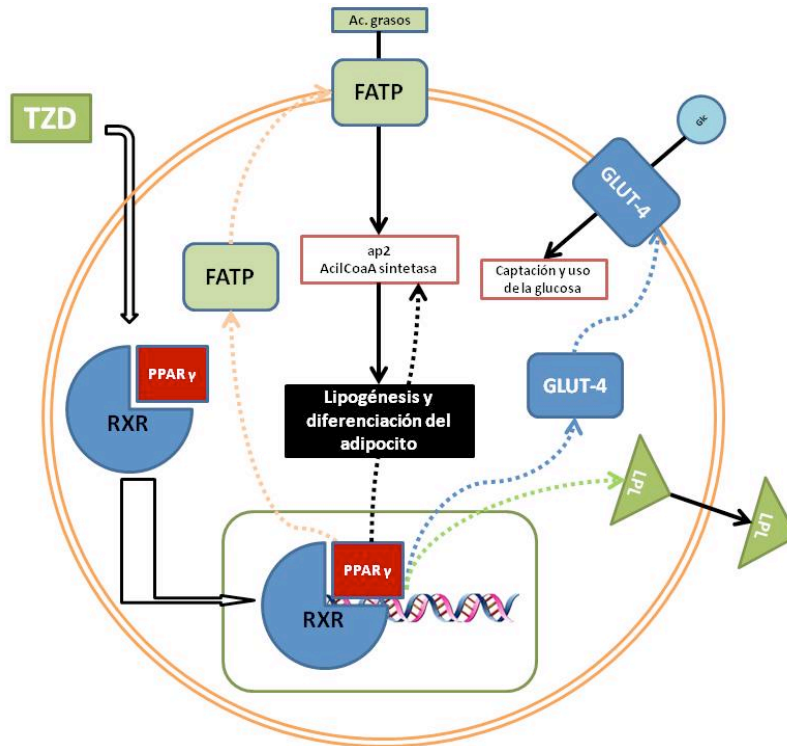 Ac. grasos
FATP
TZD
Glc
GLUT-4
FATP
ap2
AcilCoaA sintetasa
Captación y uso
de la glucosa
PPAR γ
RXR
GLUT-4
Lipogénesis y
diferenciación del
adipocito
LPL
LPL
PPAR γ
RXR